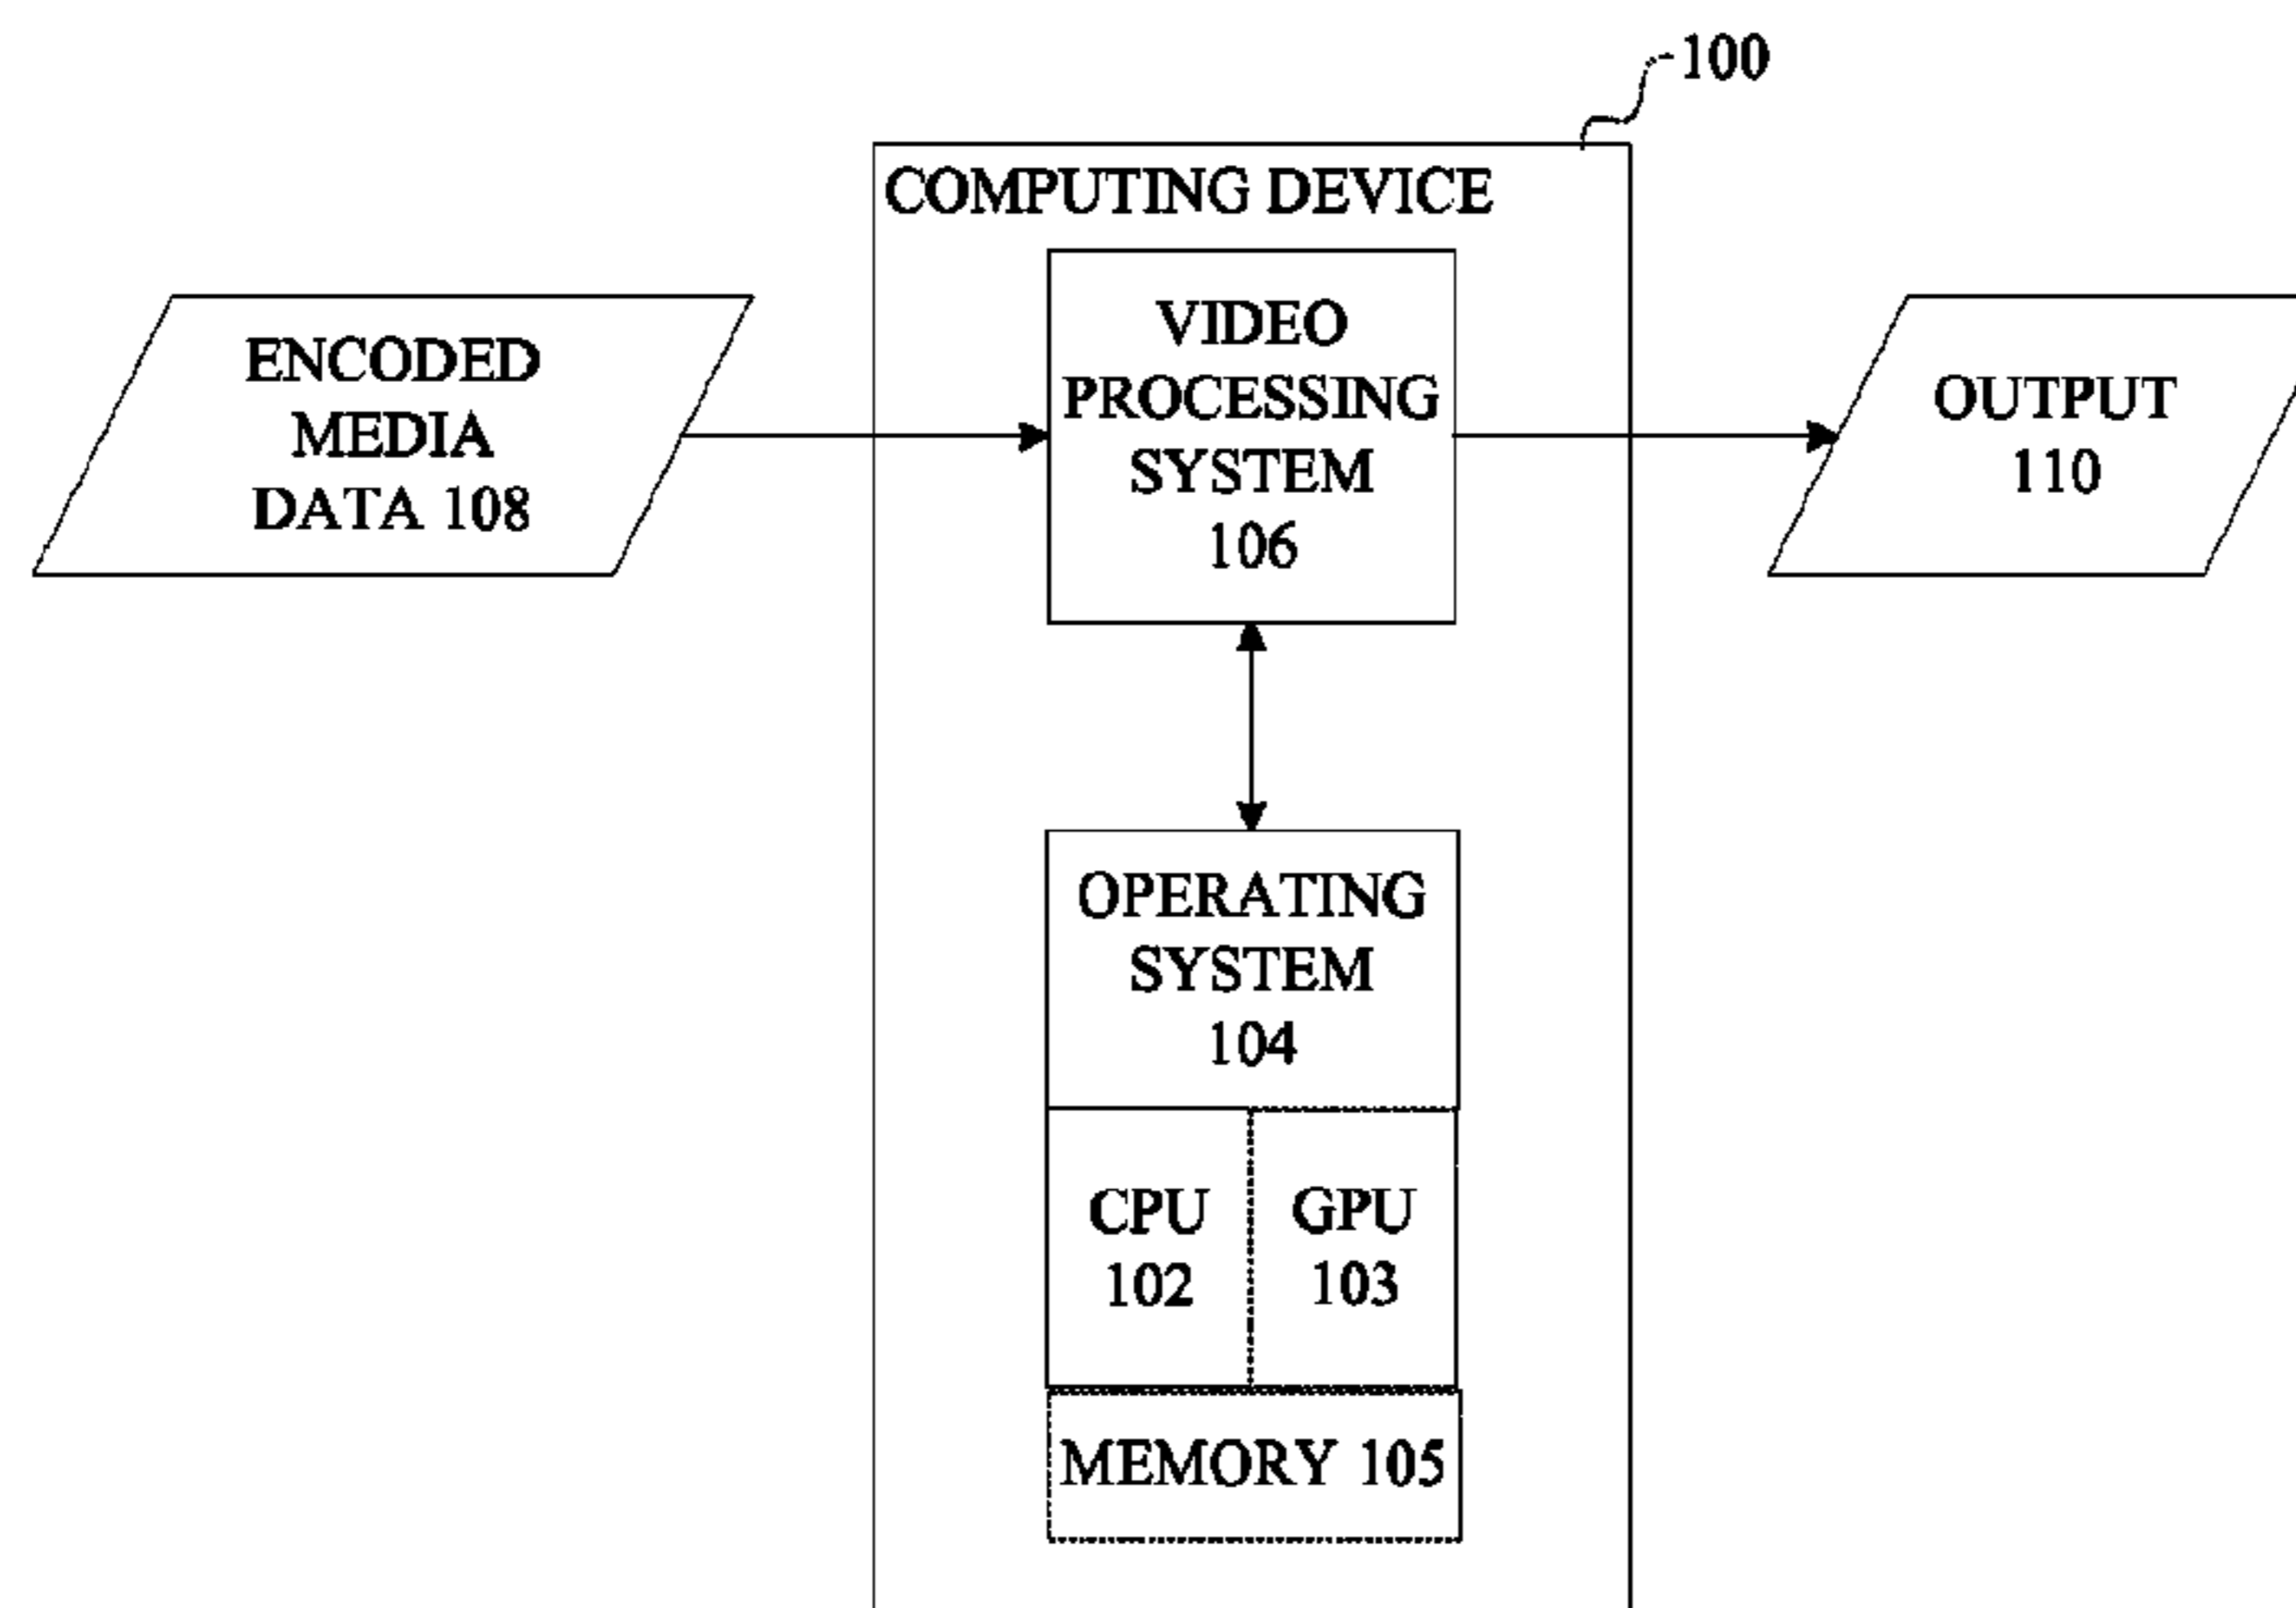 100
COMPUTING DEVICE
ENCODED
MEDIA
DATA 108
VIDEO
PROCESSING
SYSTEM
106
OUTPUT
110
OPERATING
SYSTEM
104
CPU
102
GPU
103
MEMORY 105